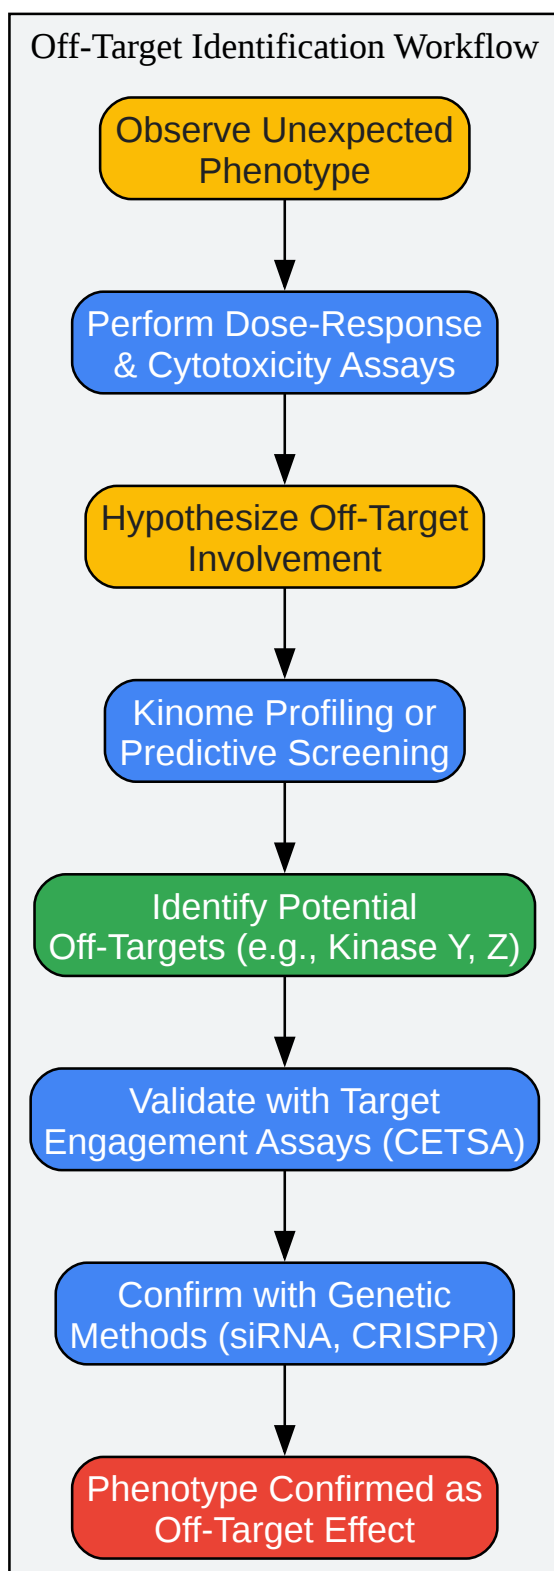 Off-Target Identification Workflow
Observe Unexpected
Phenotype
Perform Dose-Response
& Cytotoxicity Assays
Hypothesize Off-Target
Involvement
Kinome Profiling or
Predictive Screening
Identify Potential
Off-Targets (e.g., Kinase Y, Z)
Validate with Target
Engagement Assays (CETSA)
Confirm with Genetic
Methods (siRNA, CRISPR)
Phenotype Confirmed as
Off-Target Effect